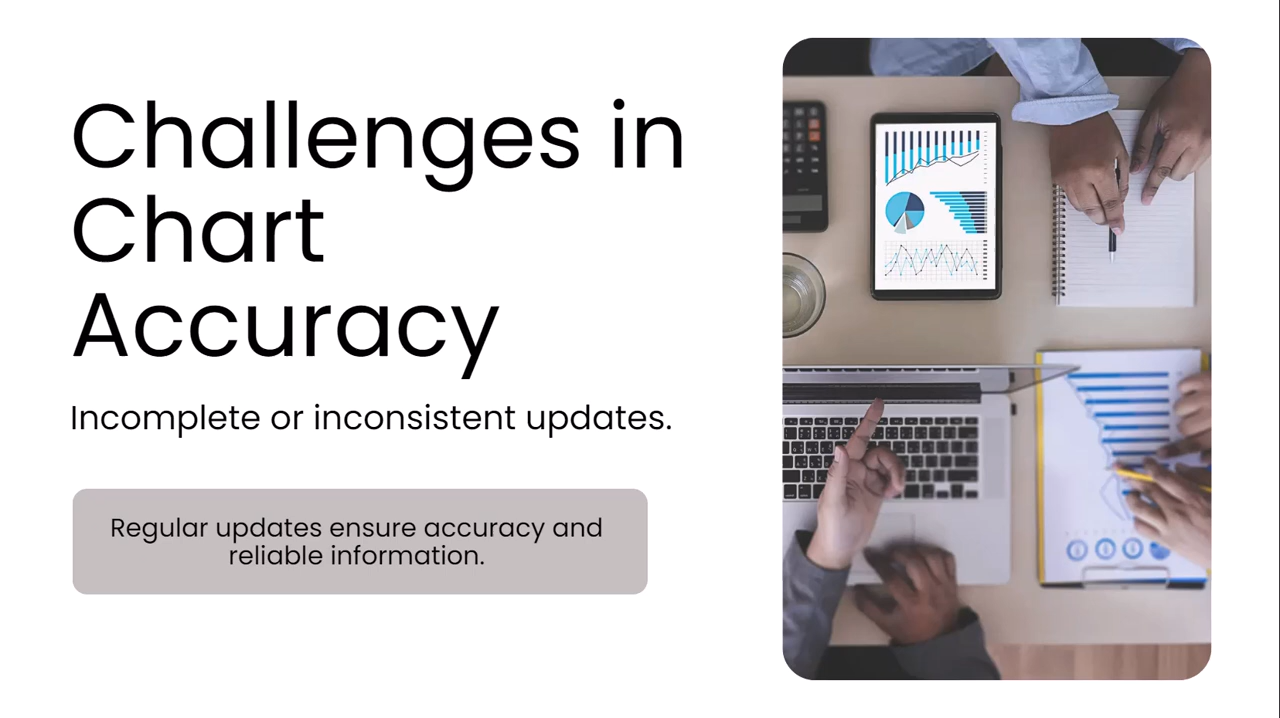 Challenges in
Chart
Accuracy
Incomplete or inconsistent updates.
Regular updates ensure accuracy and
reliable information.